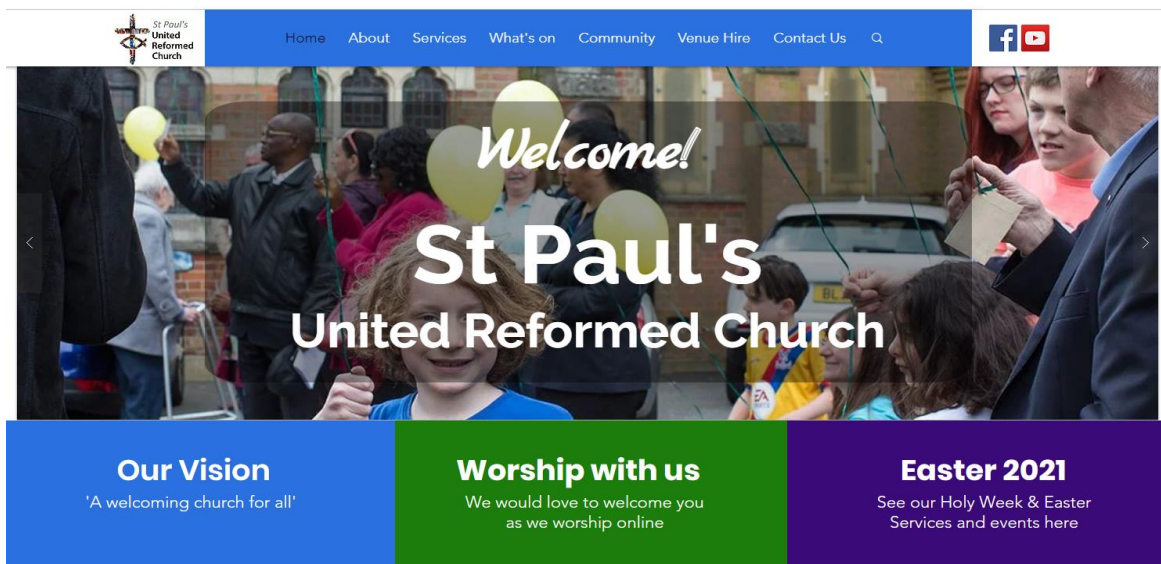 St Paul's
United
Reformed
Church
Home About Services What's on Community Venue Hire Contact Us
Welcome!
St Paul's
United Reformed Church
BL
EA
Our Vision
'A welcoming church for all'
Worship with us
We would love to welcome you
as we worship online
Easter 2021
See our Holy Week & Easter
Services and events here